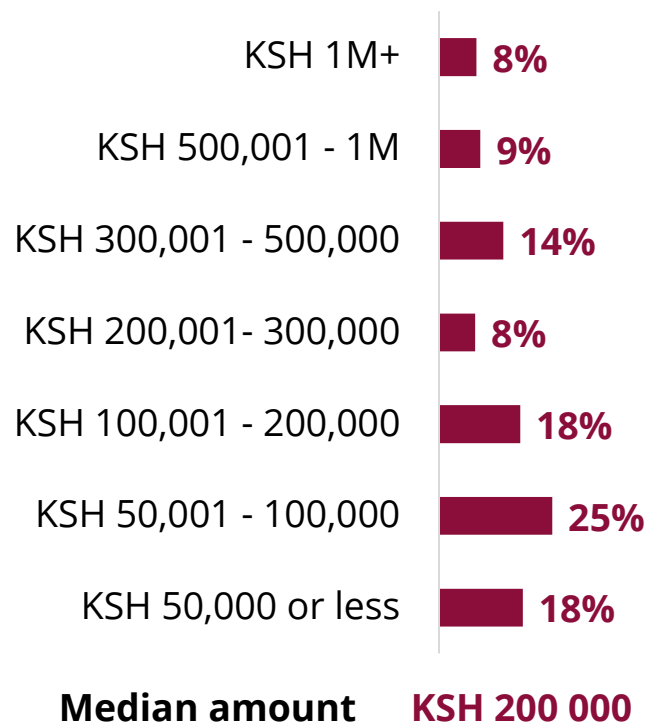 KSH 1M+ 8%
KSH 500,001 - 1M 9%
KSH 300,001 - 500,000 14%
KSH 200,001- 300,000 8%
KSH 100,001 - 200,000 18%
KSH 50,001 - 100,000 25%
KSH 50,000 or less 18%
Median amount KSH 200 000